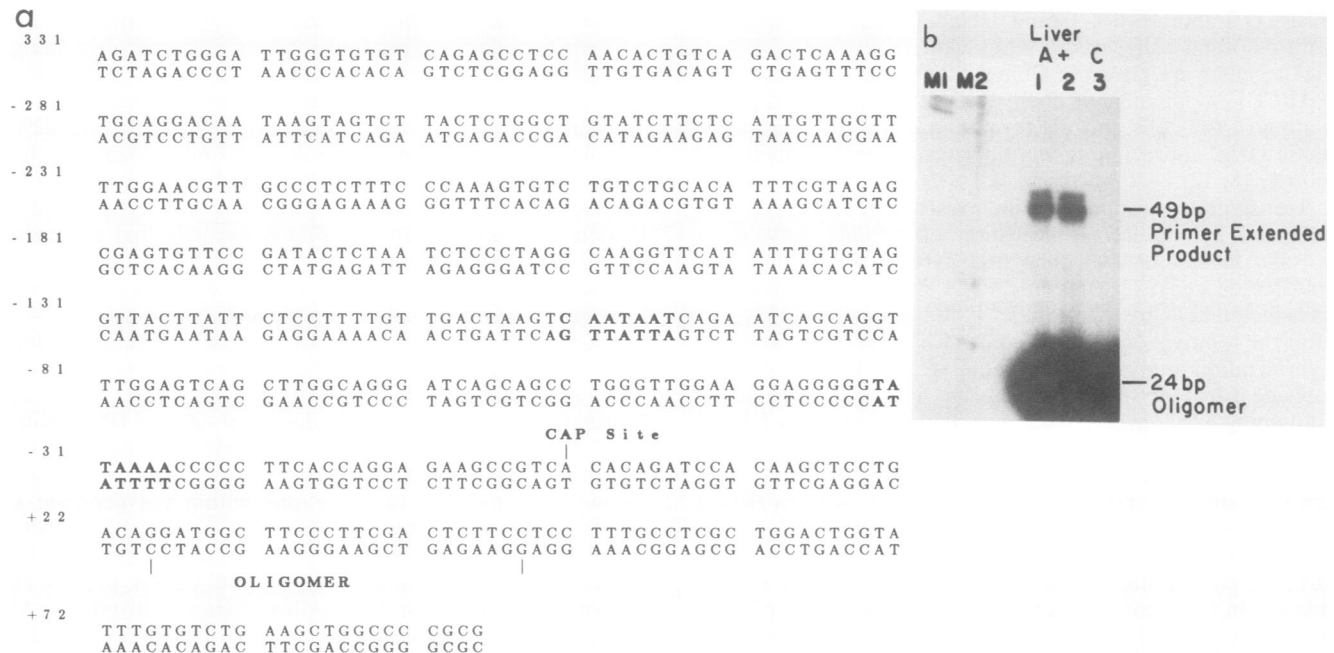 a
331
AGATCTGGGA TTGGGTGTGT CAGAGCCTCC AACACTGTCA GACTCAAAGG
TCTAGACCCT AACCCACACA GTCTCGGAGG TTGTGACAGT CTGAGTTTCC
-281
TGCAGGACAA TAAGTAGTCT TACTCTGGCT GTATCTTCTC ATTGTTGCTT
ACGTCCTGTT ATTCATCAGA ATGAGACCGA CATAGAAGAG TAACAACGAA
-231
TTGGAACGTT GCCCTCTTTC CCAAAGTGTC TGTCTGCACA TTTCGTAGAG
AACCTTGCAA CGGGAGAAAG GGTTTCACAG ACAGACGTGT AAAGCATCTC
-181
CGAGTGTTCC GATACTCTAA TCTCCCTAGG CAAGGTTCAT ATTTGTGTAG
GCTCACAAGG CTATGAGATT AGAGGGATCC GTTCCAAGTA TAAACACATC
-131
GTTACTTATT CTCCTTTTGT TGACTAAGTC AATAATCAGA ATCAGCAGGT
CAATGAATAA GAGGAAAACA ACTGATTCAG TTATTAGTCT TAGTCGTCCA
-81
TTGGAGTCAG CTTGGCAGGG ATCAGCAGCC TGGGTTGGAA GGAGGGGGTA
AACCTCAGTC GAACCGTCCC TAGTCGTCGG ACCCAACCTT CCTCCCCCAT
CAP Site
-31
TAAAACCCCC TTCACCAGGA GAAGCCGTCA CACAGATCCA CAAGCTCCTG
ATTTTCGGGG AAGTGGTCCT CTTCGGCAGT GTGTCTAGGT GTTCGAGGAC
+22
ACAGGATGGC TTCCCTTCGA CTCTTCCTCC TTTGCCTCGC TGGACTGGTA
TGTCCTACCG AAGGGAAGCT GAGAAGGAGG AAACGGAGCG ACCTGACCAT
OLIGOMER
+72
TTTGTGTCTG AAGCTGGCCC CGCG
AAACACAGAC TTCGACCGGG GCGC
b
Liver
A+ C
M1 M2 1 2 3
49bp
Primer Extended
Product
24bp
Oligomer